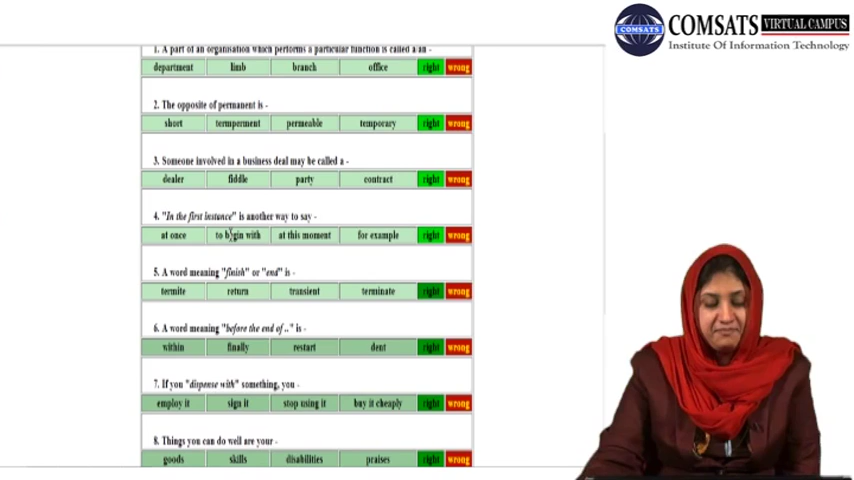 COMSATS VIRTUAL CAMPUS
COMSATS
Institute Of Information Technology
1. A part of an organisation which performs a particular function is called a/an -
department limb branch office right wrong
2. The opposite of permanent is -
short termperment permeable temporary right wrong
3. Someone involved in a business deal may be called a -
dealer fiddle party contract right wrong
4. "In the first instance" is another way to say -
at once to begin with at this moment for example right wrong
5. A word meaning "finish" or "end" is -
termite return transient terminate right wrong
6. A word meaning "before the end of .." is -
within finally restart dent right wrong
7. If you "dispense with" something, you -
employ it sign it stop using it buy it cheaply right wrong
8. Things you can do well are your -
goods skills disabilities praises right wrong